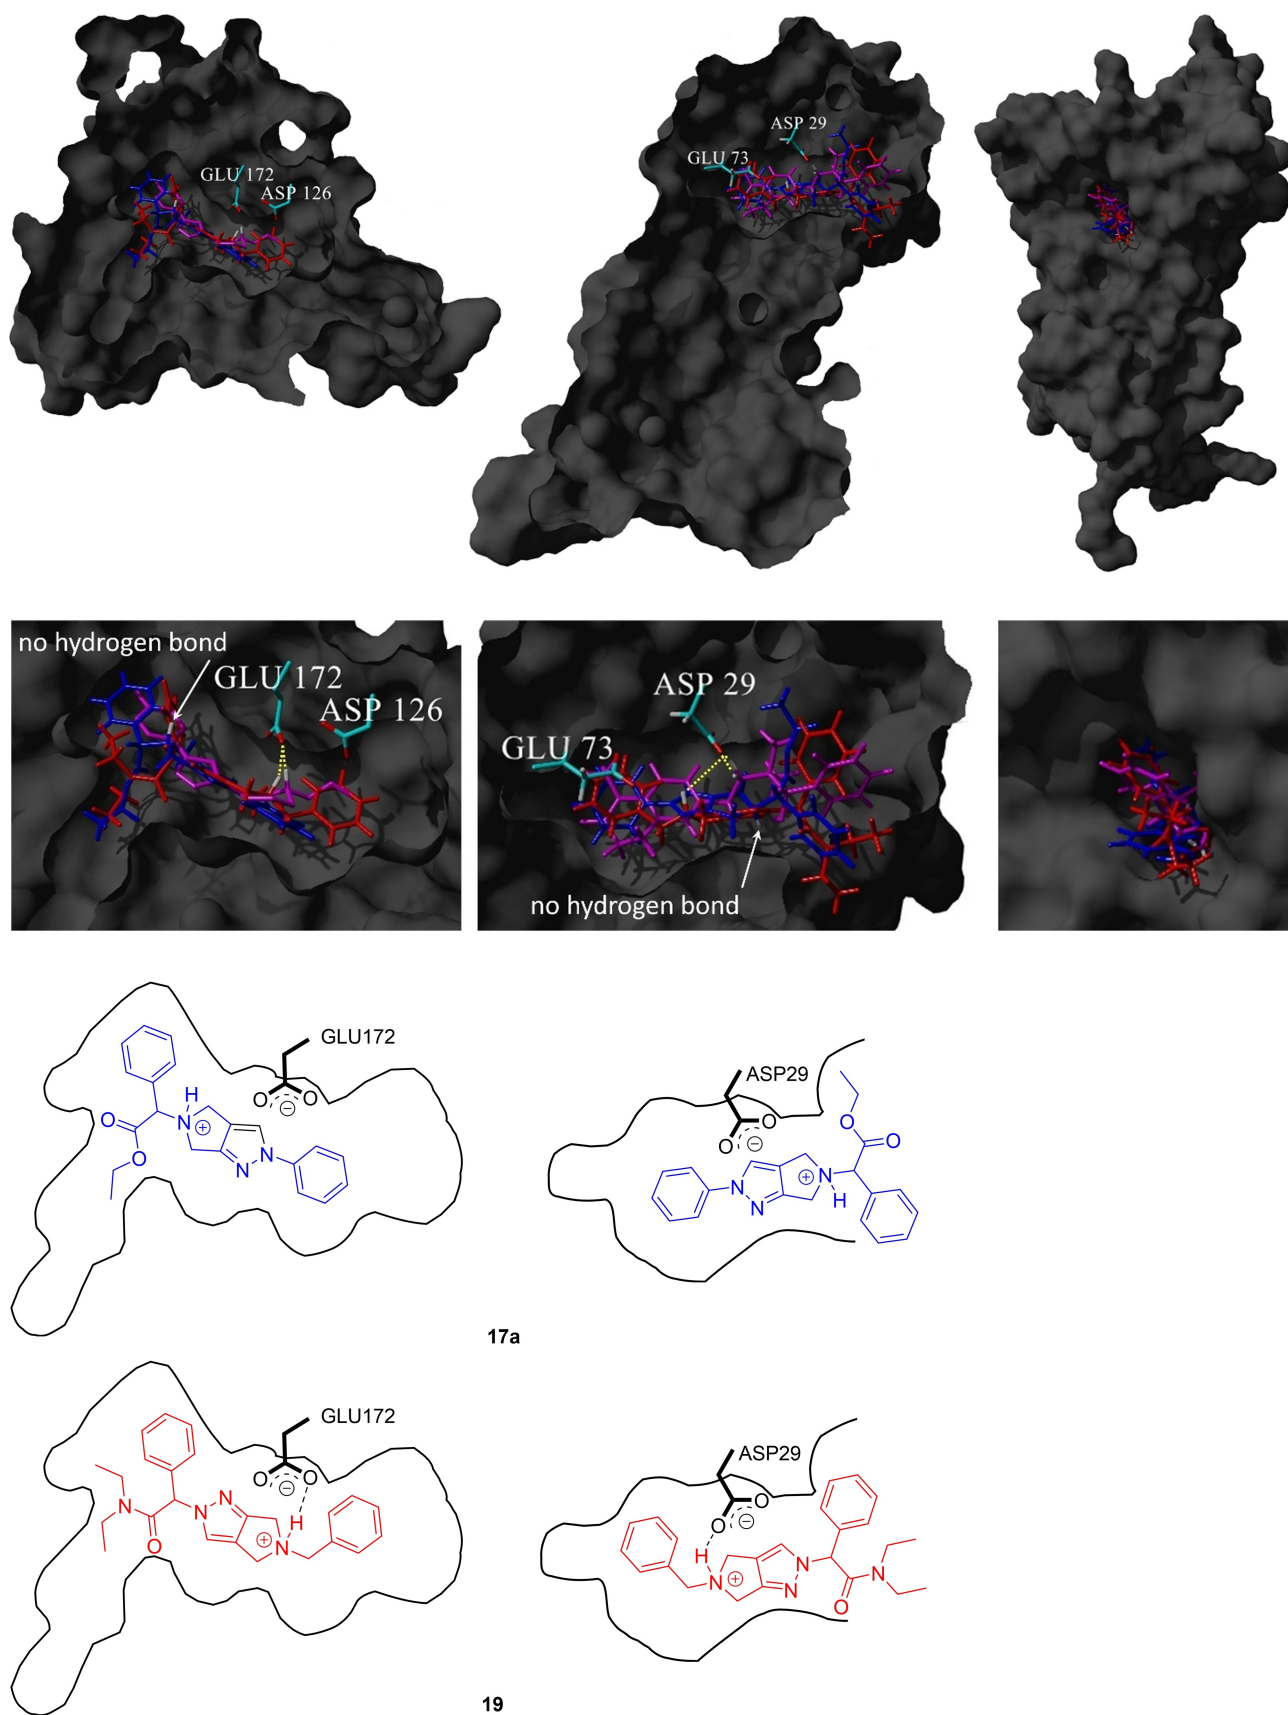 GLU 172
ASP 126
ASP 29
GLU 73
no hydrogen bond
GLU 172
ASP 126
ASP 29
GLU 73
no hydrogen bond
GLU172
O
O
−
H
N
+
O
O
N
N
ASP29
O
O
−
O
O
N
N
+
N
H
17a
GLU172
O
O
−
N
O
N
N
H
+
N
ASP29
O
O
−
H
N
+
N
N
N
O
19